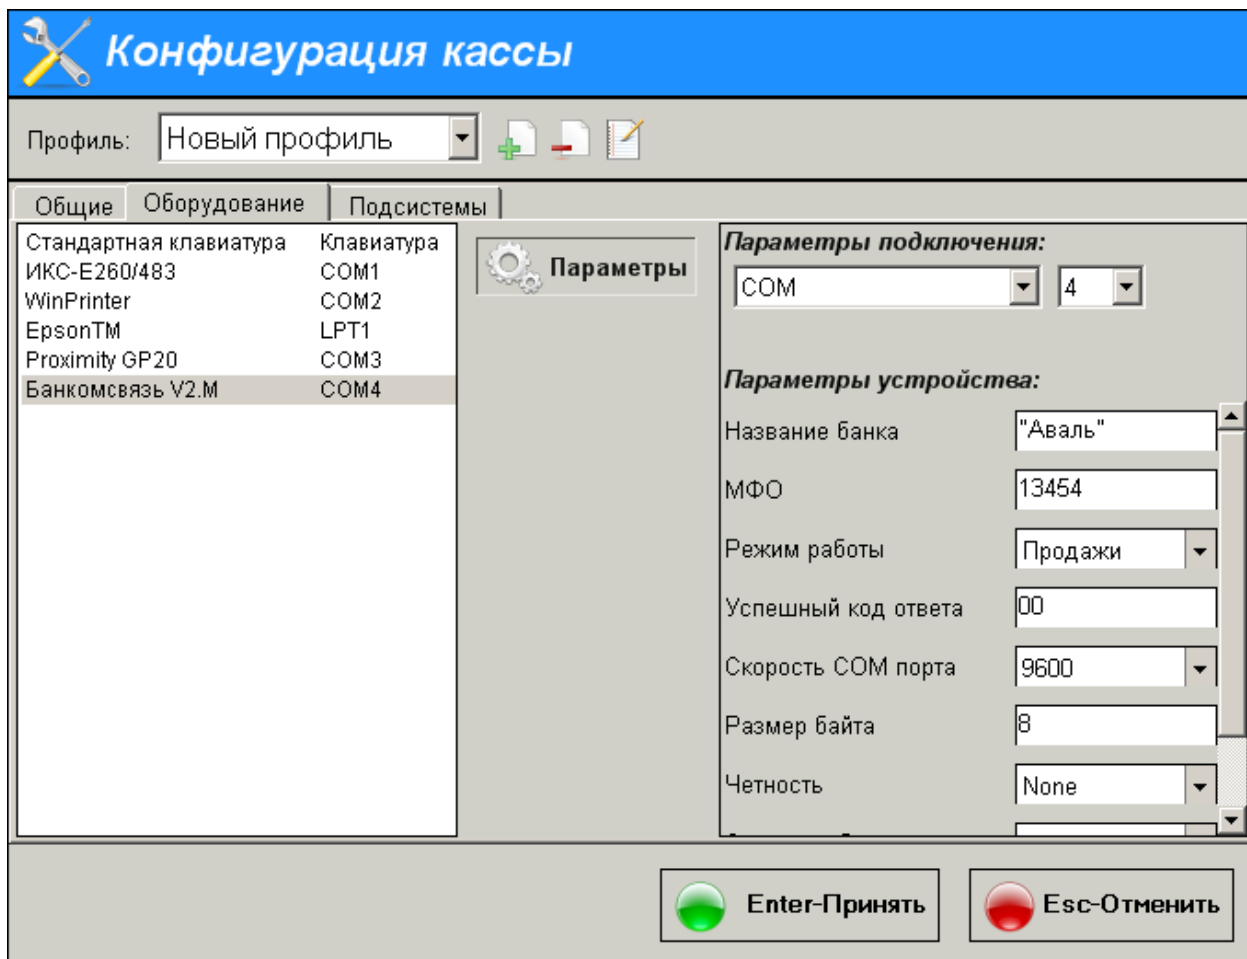 Конфигурация кассы
Профиль: Новый профиль
Общие Оборудование Подсистемы
Стандартная клавиатура Клавиатура
ИКС-E260/483 COM1
WinPrinter COM2
EpsonTM LPT1
Proximity GP20 COM3
Банкомсвязь V2.M COM4
Параметры
Параметры подключения:
COM 4
Параметры устройства:
Название банка "Аваль"
МФО 13454
Режим работы Продажи
Успешный код ответа 00
Скорость COM порта 9600
Размер байта 8
Четность None
Enter-Принять Esc-Отменить